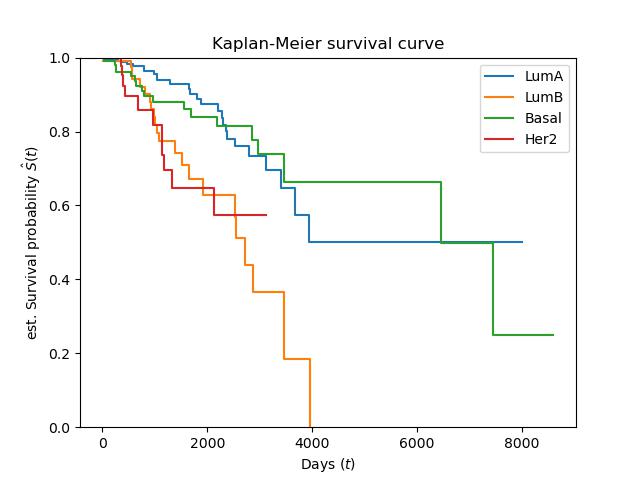 Kaplan-Meier survival curve
1.0
0.8
0.6
0.4
0.2
0.0
est. Survival probability Ŝ(t)
LumA
LumB
Basal
Her2
0
2000
4000
6000
8000
Days (t)